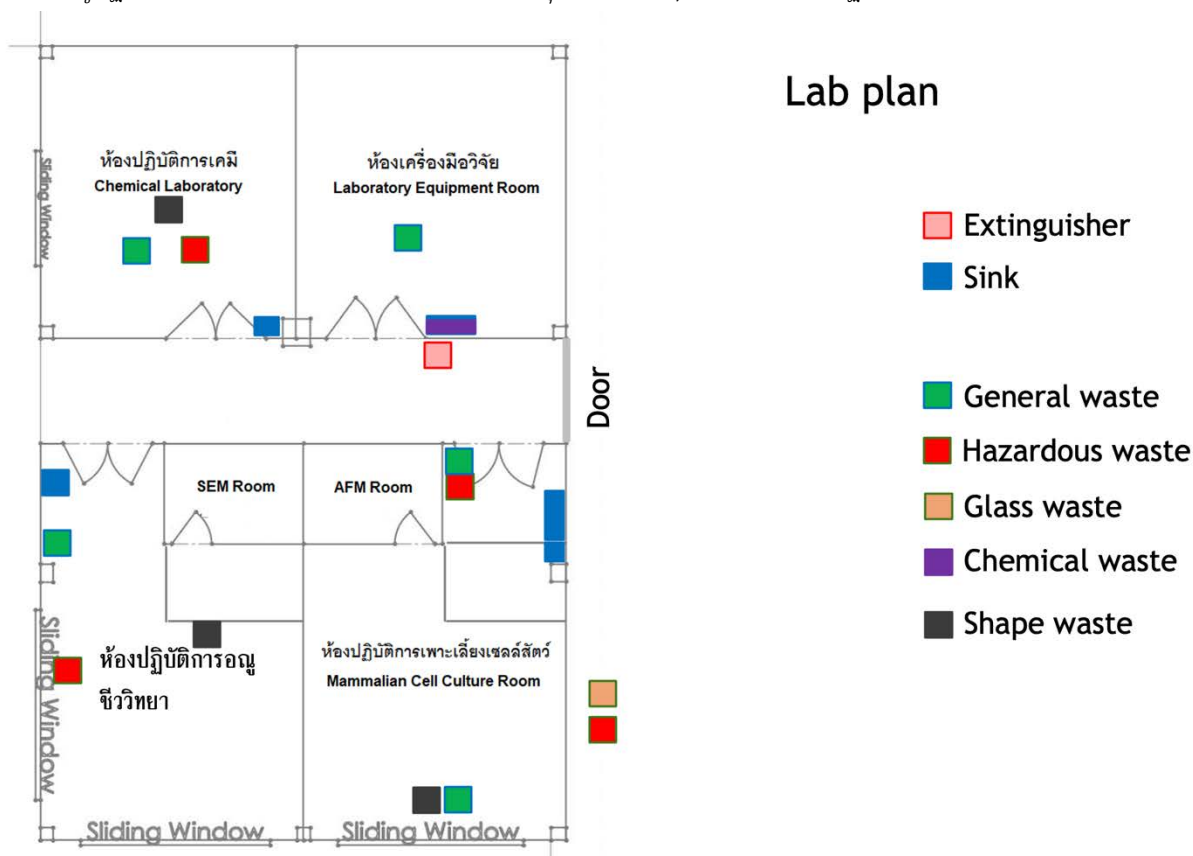 Lab plan
ห้องปฏิบัติการเคมี
Chemical Laboratory
ห้องเครื่องมือวิจัย
Laboratory Equipment Room
Sliding Window
Extinguisher
Sink
Door
General waste
Hazardous waste
Glass waste
Chemical waste
Shape waste
SEM Room
AFM Room
Sliding Window
ห้องปฏิบัติการอณู
ชีววิทยา
ห้องปฏิบัติการเพาะเลี้ยงเซลล์สัตว์
Mammalian Cell Culture Room
Sliding Window
Sliding Window